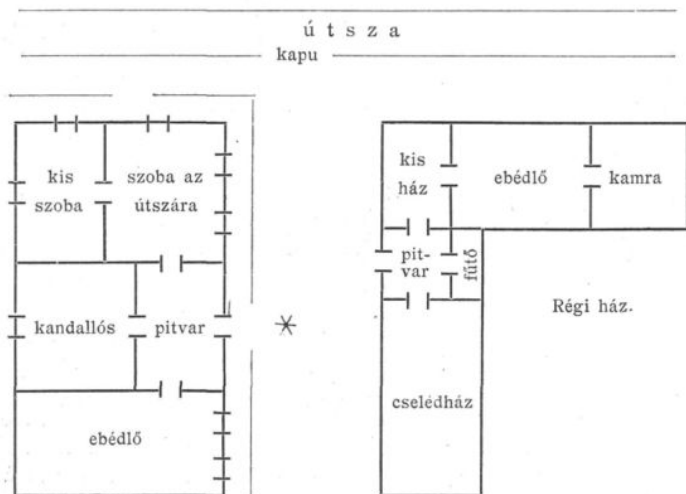 útsza
kapu
kis
szoba
szoba az
útszára
kandallós
pitvar
ebédlő
kis
ház
ebédlő
kamra
pit-
var
fűtő
Régi ház.
cselédház